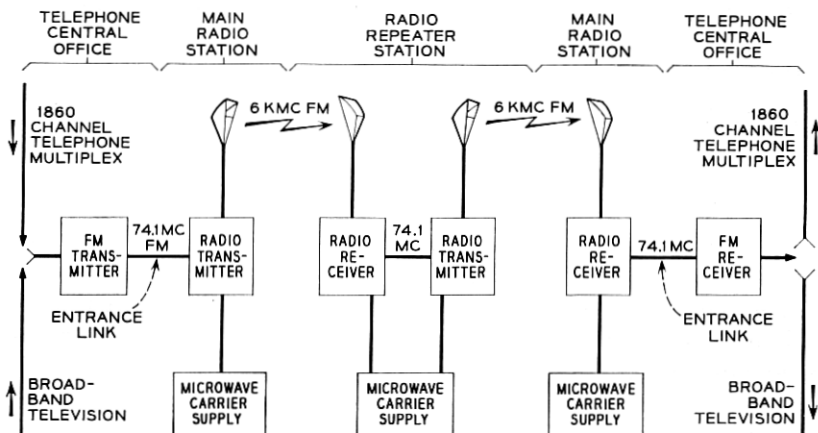 TELEPHONE
CENTRAL
OFFICE
MAIN
RADIO
STATION
RADIO
REPEATER
STATION
MAIN
RADIO
STATION
TELEPHONE
CENTRAL
OFFICE
1860
CHANNEL
TELEPHONE
MULTIPLEX
6 KMC FM
6 KMC FM
1860
CHANNEL
TELEPHONE
MULTIPLEX
FM
TRANS-
MITTER
74.1 MC
FM
RADIO
TRANS-
MITTER
RADIO
RE-
CEIVER
74.1
MC
RADIO
TRANS-
MITTER
RADIO
RE-
CEIVER
74.1 MC
FM
RE-
CEIVER
ENTRANCE
LINK
ENTRANCE
LINK
BROAD-
BAND
TELEVISION
MICROWAVE
CARRIER
SUPPLY
MICROWAVE
CARRIER
SUPPLY
MICROWAVE
CARRIER
SUPPLY
BROAD-
BAND
TELEVISION